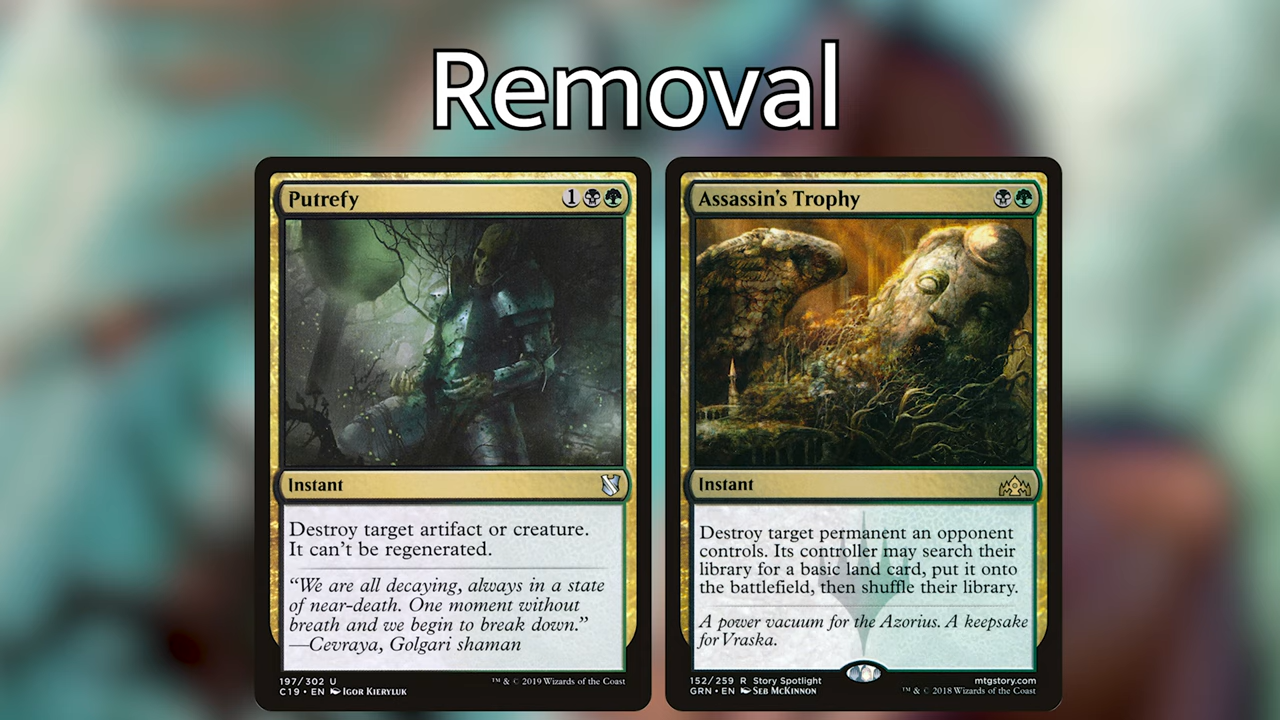 Removal
Putrefy
1
Instant
Destroy target artifact or creature.
It can't be regenerated.
“We are all decaying, always in a state
of near-death. One moment without
breath and we begin to break down.”
—Cevraya, Golgari shaman
197/302 U
C19 • EN Igor Kieryluk
™ & © 2019 Wizards of the Coast
Assassin's Trophy
Instant
Destroy target permanent an opponent
controls. Its controller may search their
library for a basic land card, put it onto
the battlefield, then shuffle their library.
A power vacuum for the Azorius. A keepsake
for Vraska.
152/259 R Story Spotlight
GRN • EN Seb McKinnon
mtgstory.com
™ & © 2018 Wizards of the Coast